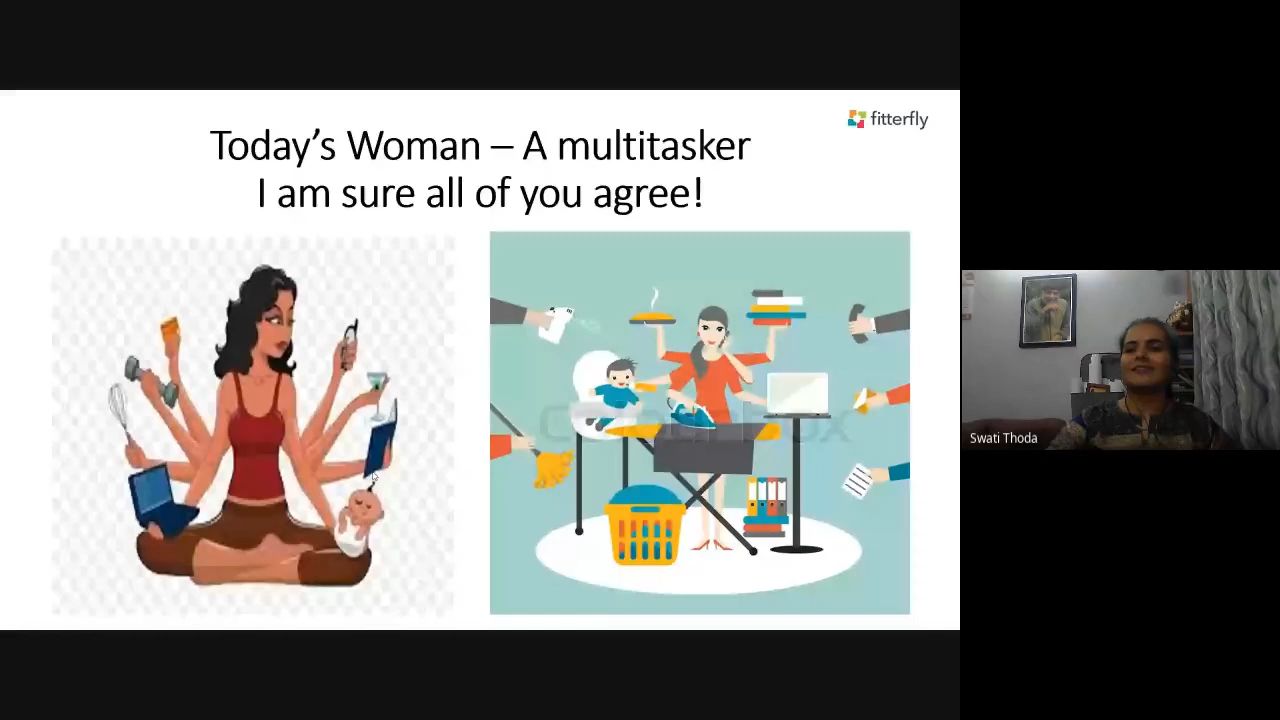 fitterfly
Today's Woman – A multitasker
I am sure all of you agree!
Swati Thoda